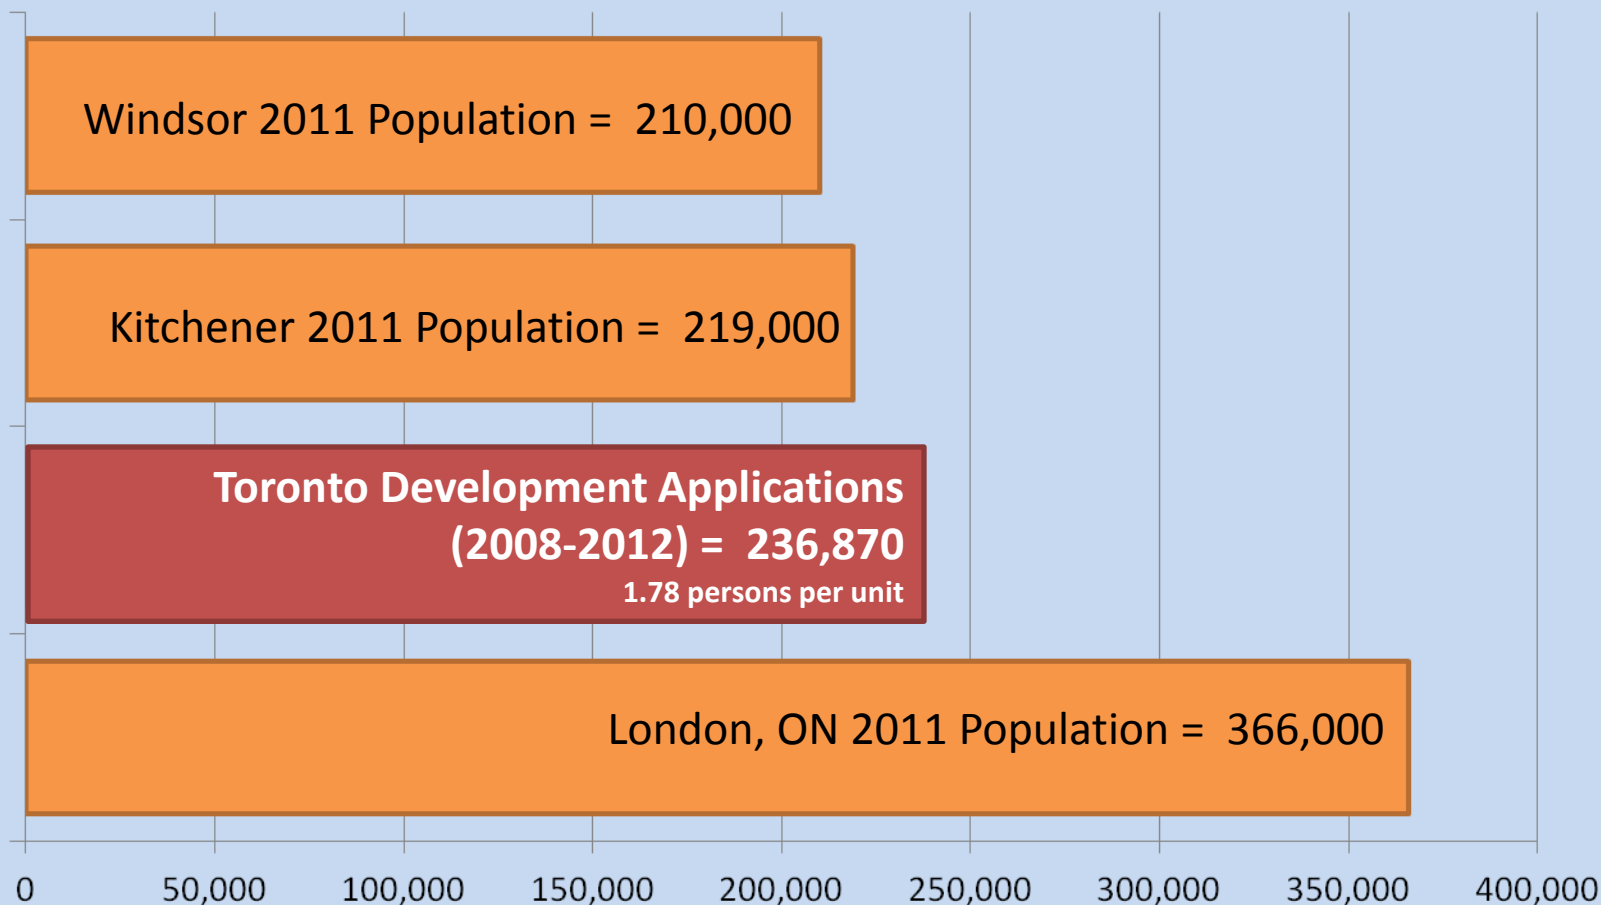 Windsor 2011 Population =  210,000
Kitchener 2011 Population =  219,000
Toronto Development Applications
(2008-2012) =  236,870
1.78 persons per unit
London, ON 2011 Population =  366,000
0 50,000 100,000 150,000 200,000 250,000 300,000 350,000 400,000